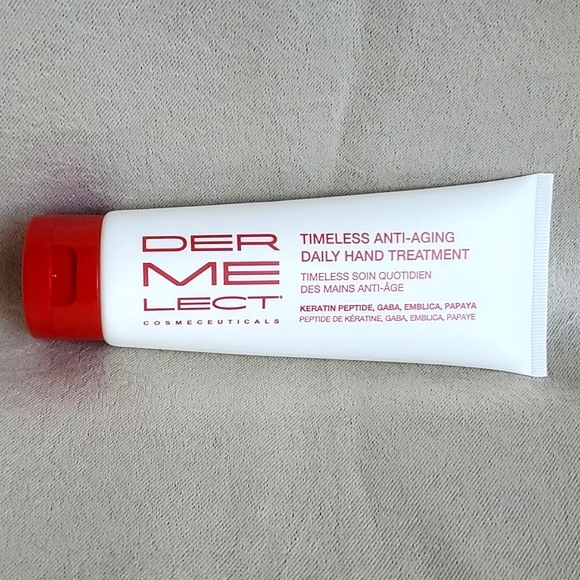 DER
ME
LECT®
COSMECEUTICALS
TIMELESS ANTI-AGING
DAILY HAND TREATMENT
TIMELESS SOIN QUOTIDIEN
DES MAINS ANTI-ÂGE
KERATIN PEPTIDE, GABA, EMBLICA, PAPAYA
PEPTIDE DE KÉRATINE, GABA, EMBLICA, PAPAYE